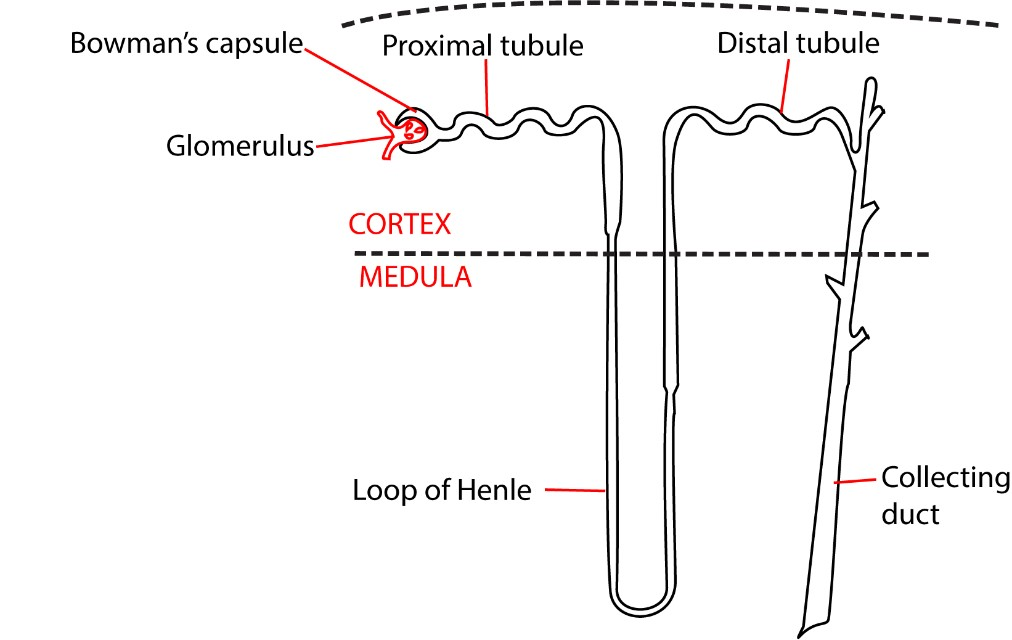 Bowman’s capsule
Proximal tubule
Distal tubule
Glomerulus
CORTEX
MEDULA
Loop of Henle
Collecting
duct